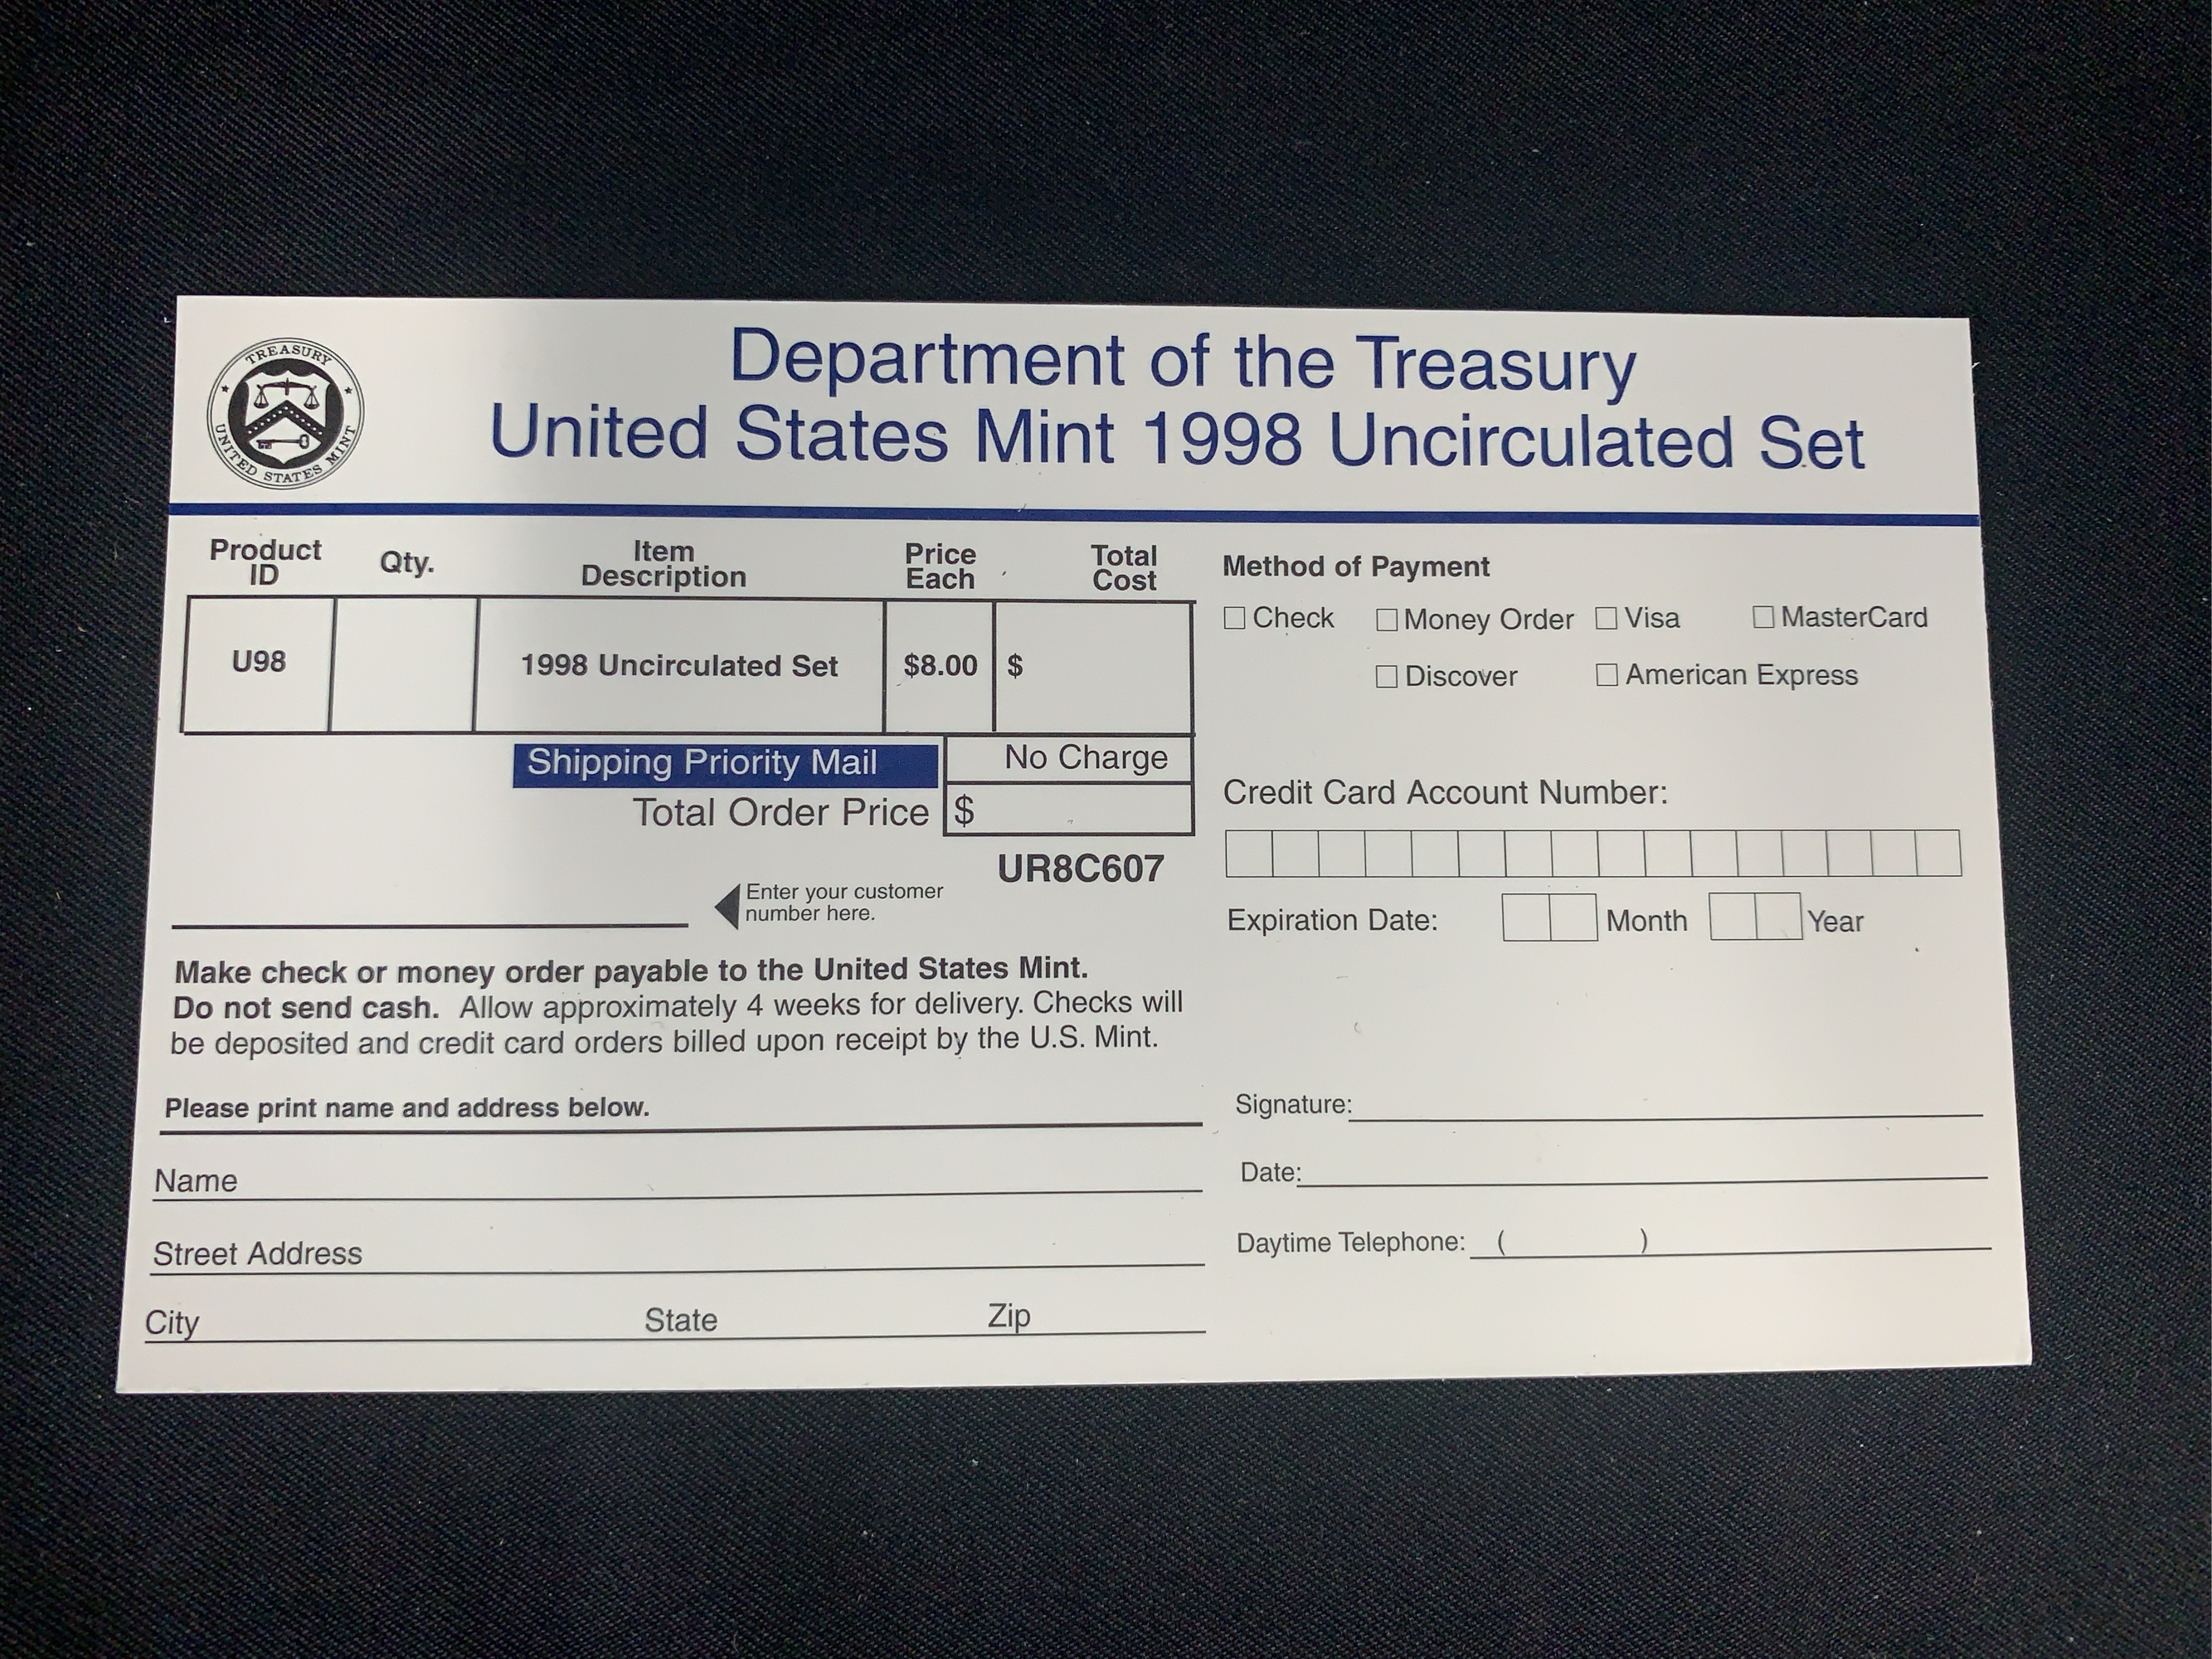 TREASURY
UNITED STATES MINT
Department of the Treasury
United States Mint 1998 Uncirculated Set
Product ID Qty. Item Description Price Each Total Cost
U98 1998 Uncirculated Set $8.00 $
Shipping Priority Mail No Charge
Total Order Price $
UR8C607
Enter your customer
number here.
Make check or money order payable to the United States Mint.
Do not send cash. Allow approximately 4 weeks for delivery. Checks will
be deposited and credit card orders billed upon receipt by the U.S. Mint.
Please print name and address below.
Name
Street Address
City State Zip
Method of Payment
Check Money Order Visa MasterCard
Discover American Express
Credit Card Account Number:
Expiration Date: Month Year
Signature:
Date:
Daytime Telephone: ( )